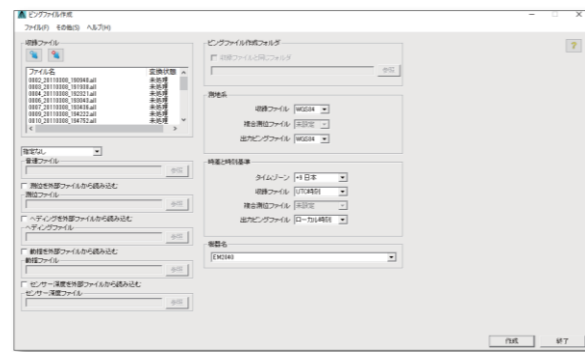 ピングファイル作成
ファイル(F) その他(S) ヘルプ(H)
収録ファイル
ファイル名 変換状態
0002_20110308_190948.all 未処理
0003_20110308_191938.all 未処理
0004_20110308_192321.all 未処理
0006_20110308_193043.all 未処理
0007_20110308_193436.all 未処理
0009_20110308_194222.all 未処理
0010_20110308_194752.all 未処理
指定なし
音速ファイル
参照
測位を外部ファイルから読み込む
測位ファイル
参照
ヘディングを外部ファイルから読み込む
ヘディングファイル
参照
動揺を外部ファイルから読み込む
動揺ファイル
参照
センサー深度を外部ファイルから読み込む
センサー深度ファイル
参照
ピングファイル作成フォルダ
収録ファイルと同じフォルダ
参照
測地系
収録ファイル WGS84
複合測位ファイル 未設定
出力ピングファイル WGS84
時差と時刻基準
タイムゾーン +9 日本
収録ファイル UTC時刻
複合測位ファイル 未設定
出力ピングファイル ローカル時刻
機器名
EM2040
?
作成 終了